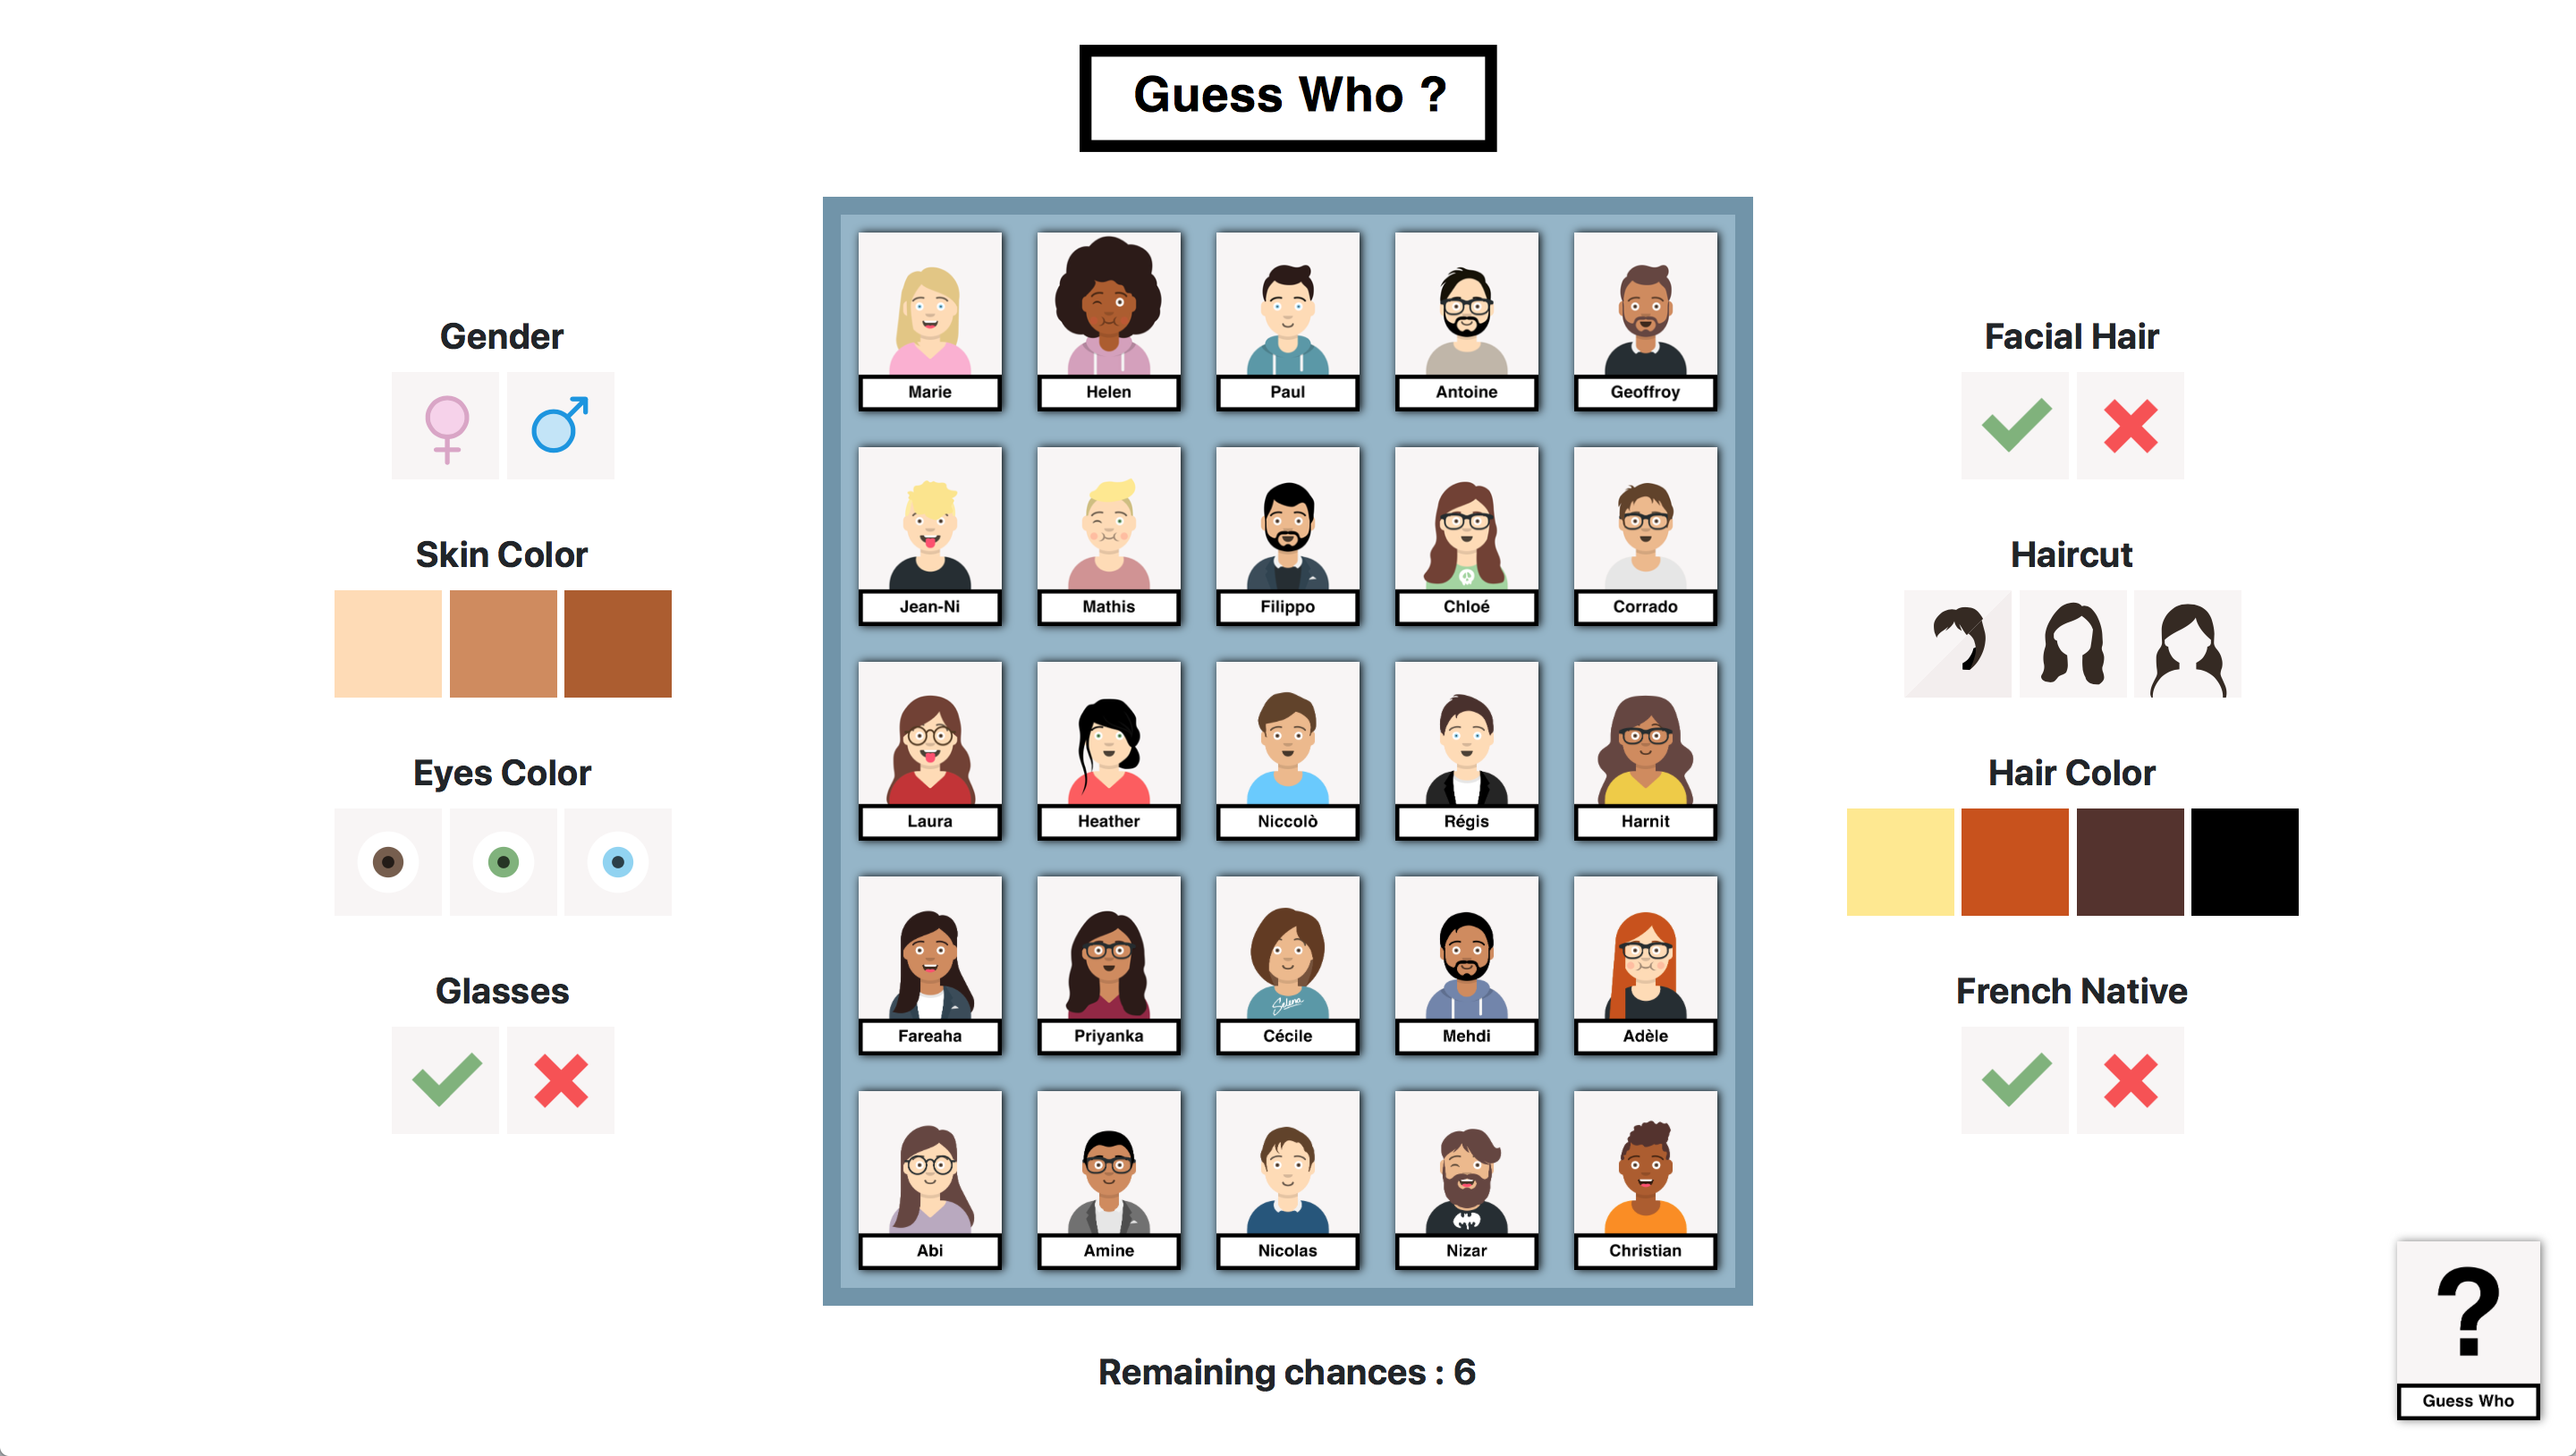 Guess Who ?
Gender
Skin Color
Eyes Color
Glasses
Marie
Helen
Paul
Antoine
Geoffroy
Jean-Ni
Mathis
Filippo
Chloé
Corrado
Laura
Heather
Niccolò
Régis
Harnit
Fareaha
Priyanka
Selena
Cécile
Mehdi
Adèle
Abi
Amine
Nicolas
Nizar
Christian
Remaining chances : 6
Facial Hair
Haircut
Hair Color
French Native
?
Guess Who